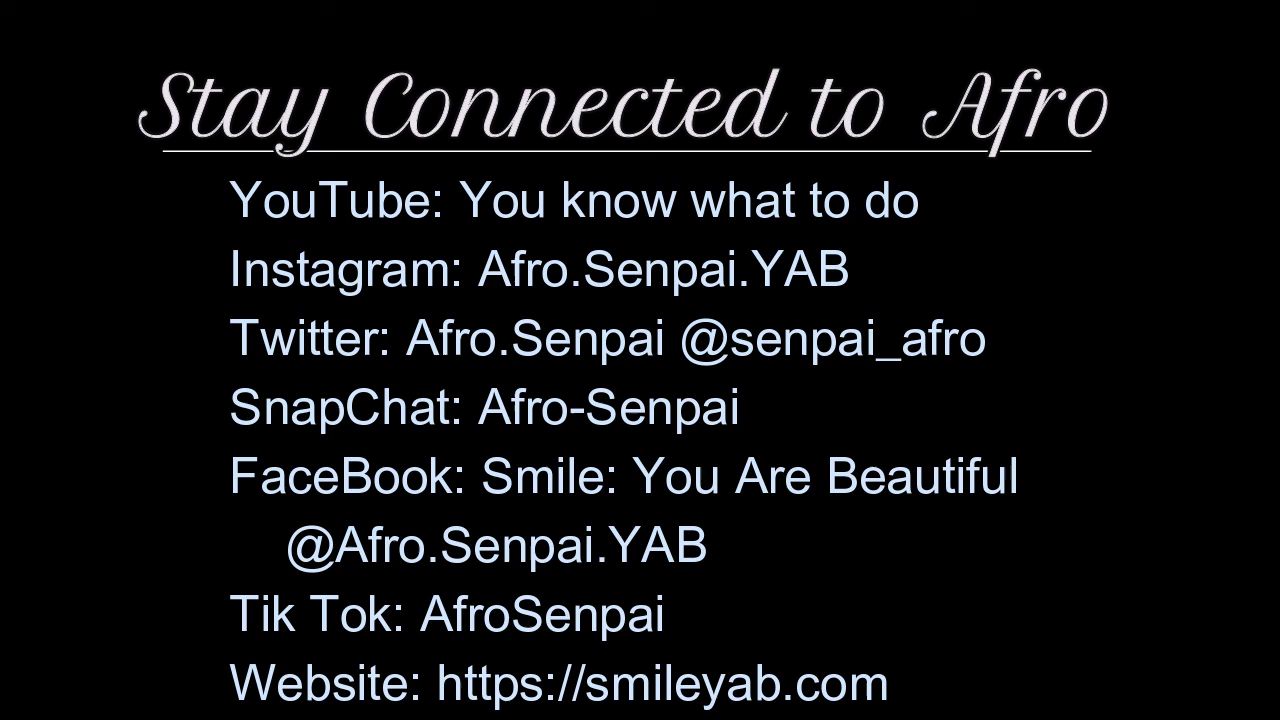 Stay Connected to Afro
YouTube: You know what to do
Instagram: Afro.Senpai.YAB
Twitter: Afro.Senpai @senpai_afro
SnapChat: Afro-Senpai
FaceBook: Smile: You Are Beautiful
@Afro.Senpai.YAB
Tik Tok: AfroSenpai
Website: https://smileyab.com